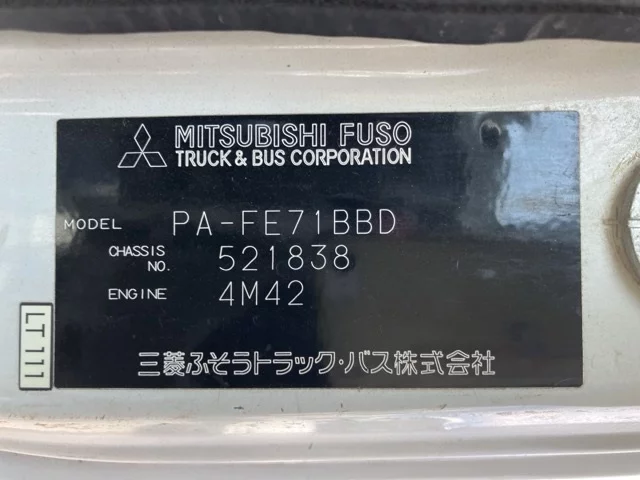 MITSUBISHI FUSO
TRUCK & BUS CORPORATION
MODEL PA-FE71BBD
CHASSIS NO. 521838
ENGINE 4M42
三菱ふそうトラック・バス株式会社
LT111